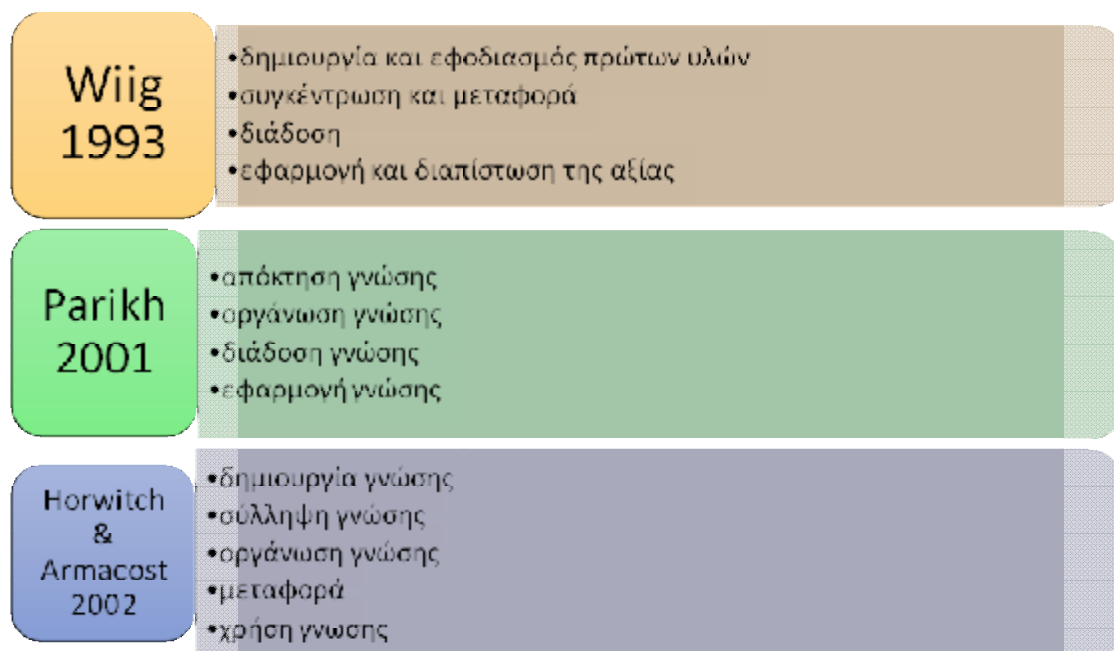 Wiig
1993
•δημιουργία και εφοδιασμός πρώτων υλών
•συγκέντρωση και μεταφορά
•διάδοση
•εφαρμογή και διαπίστωση της αξίας
Parikh
2001
•απόκτηση γνώσης
•οργάνωση γνώσης
•διάδοση γνώσης
•εφαρμογή γνώσης
Horwitch
&
Armacost
2002
•δημιουργία γνώσης
•σύλληψη γνώσης
•οργάνωση γνώσης
•μεταφορά
•χρήση γνωσης